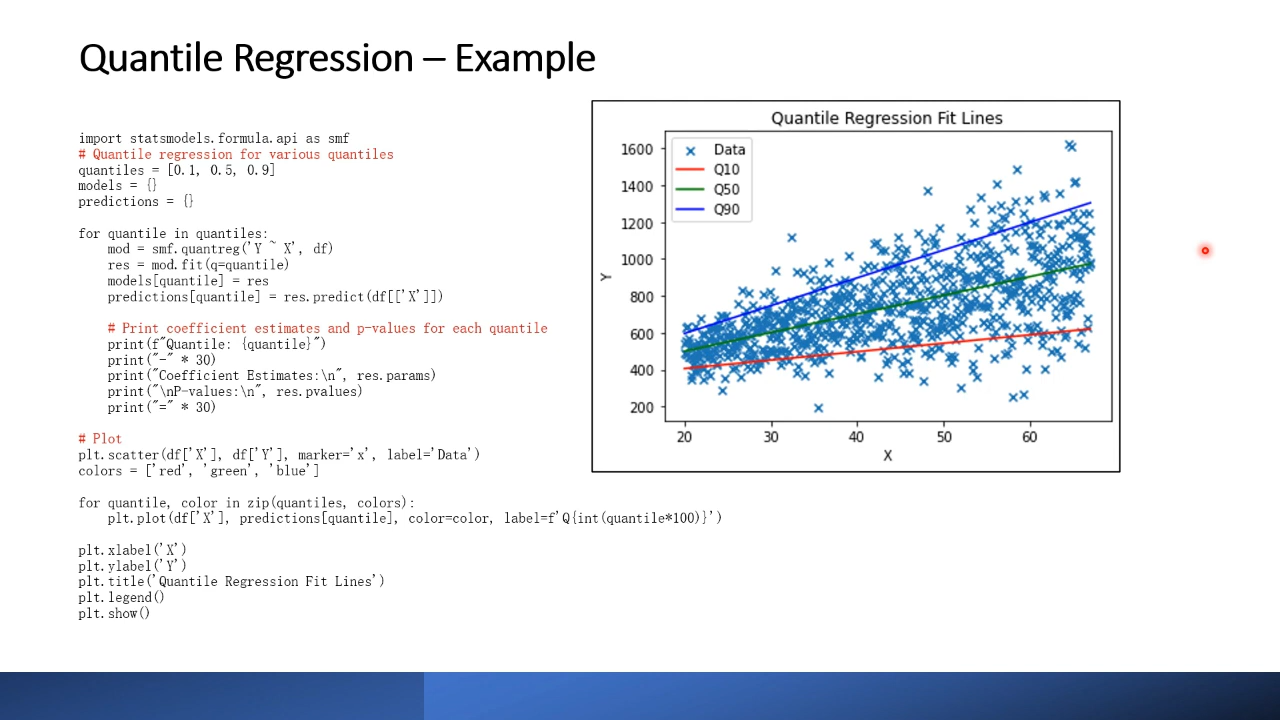 Quantile Regression – Example
import statsmodels.formula.api as smf
# Quantile regression for various quantiles
quantiles = [0.1, 0.5, 0.9]
models = {}
predictions = {}
for quantile in quantiles:
    mod = smf.quantreg('Y ~ X', df)
    res = mod.fit(q=quantile)
    models[quantile] = res
    predictions[quantile] = res.predict(df[['X']])
    # Print coefficient estimates and p-values for each quantile
    print(f"Quantile: {quantile}")
    print("-" * 30)
    print("Coefficient Estimates:\n", res.params)
    print("\nP-values:\n", res.pvalues)
    print("=" * 30)
# Plot
plt.scatter(df['X'], df['Y'], marker='x', label='Data')
colors = ['red', 'green', 'blue']
for quantile, color in zip(quantiles, colors):
    plt.plot(df['X'], predictions[quantile], color=color, label=f'Q{int(quantile*100)}')
plt.xlabel('X')
plt.ylabel('Y')
plt.title('Quantile Regression Fit Lines')
plt.legend()
plt.show()
Quantile Regression Fit Lines
Data
Q10
Q50
Q90
1600
1400
1200
1000
800
600
400
200
Y
20 30 40 50 60
X